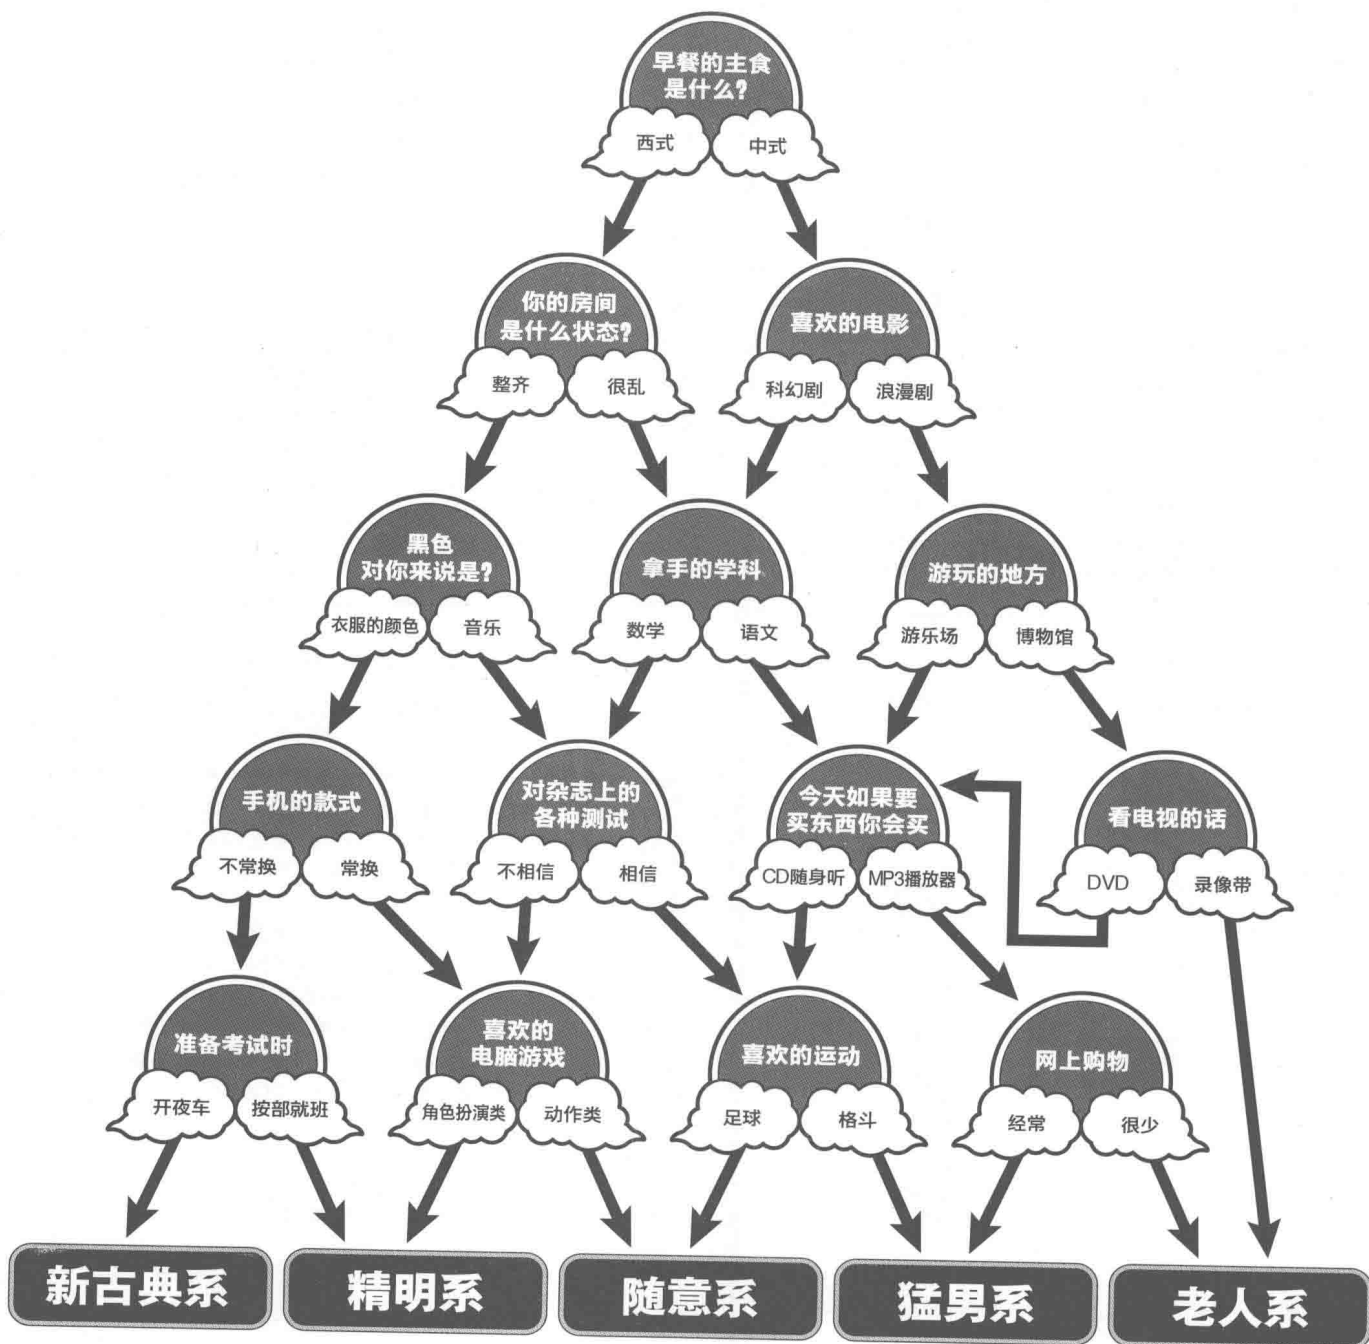 早餐的主食
是什么?
西式
中式
你的房间
是什么状态?
整齐
很乱
喜欢的电影
科幻剧
浪漫剧
黑色
对你来说是?
衣服的颜色
音乐
拿手的学科
数学
语文
游玩的地方
游乐场
博物馆
手机的款式
不常换
常换
对杂志上的
各种测试
不相信
相信
今天如果要
买东西你会买
CD随身听
MP3播放器
看电视的话
DVD
录像带
准备考试时
开夜车
按部就班
喜欢的
电脑游戏
角色扮演类
动作类
喜欢的运动
足球
格斗
网上购物
经常
很少
新古典系
精明系
随意系
猛男系
老人系